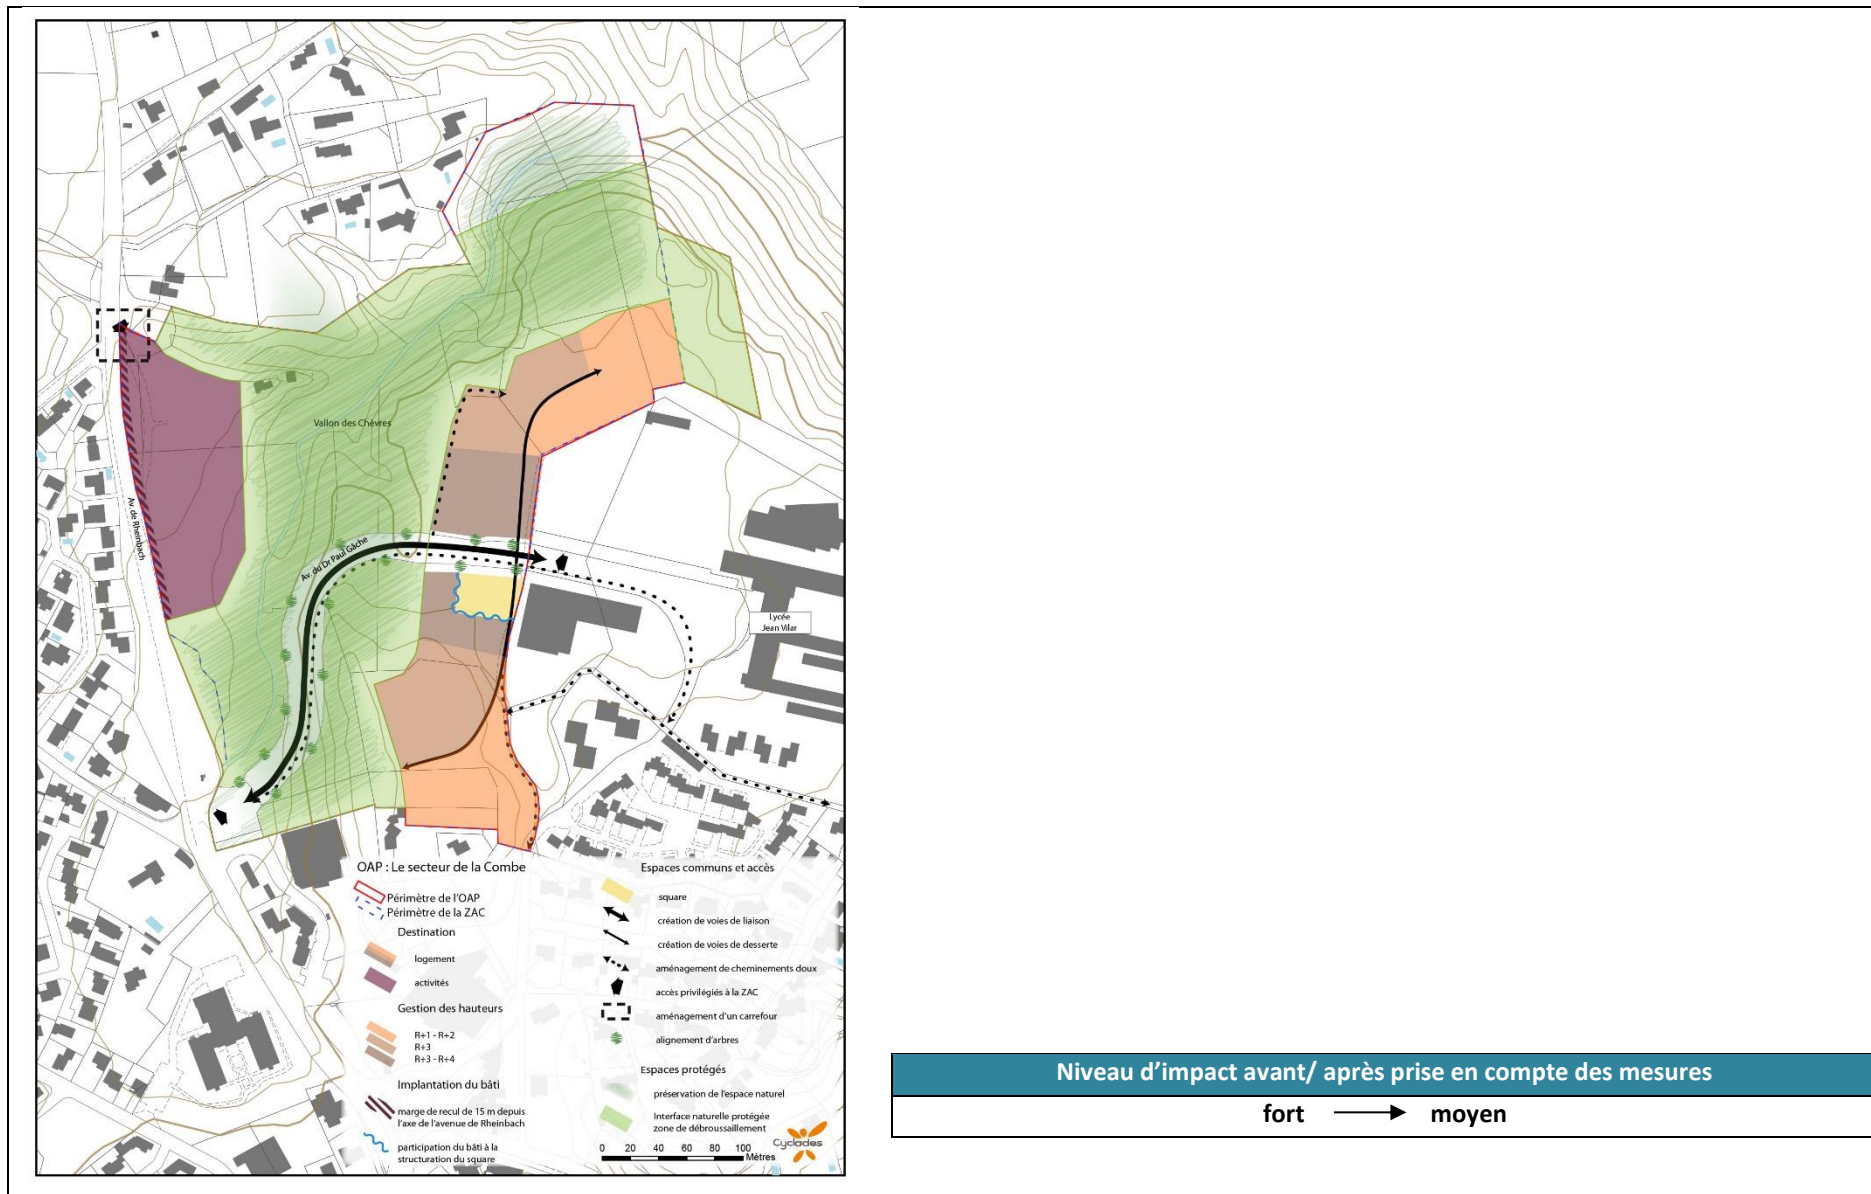 Vallon des Chèvres
Av. de Rheinbach
Av. du Dr Paul Gâche
Lycée
Jean Vilar
OAP : Le secteur de la Combe
Périmètre de l'OAP
Périmètre de la ZAC
Destination
logement
activités
Gestion des hauteurs
R+1 - R+2
R+3
R+3 - R+4
Implantation du bâti
marge de recul de 15 m depuis
l'axe de l'avenue de Rheinbach
participation du bâti à la
structuration du square
Espaces communs et accès
square
création de voies de liaison
création de voies de desserte
aménagement de cheminements doux
accès privilégiés à la ZAC
aménagement d'un carrefour
alignement d'arbres
Espaces protégés
préservation de l'espace naturel
Interface naturelle protégée
zone de débroussaillement
Cyclades
0 20 40 60 80 100
Mètres
Niveau d'impact avant/ après prise en compte des mesures
fort ⟶ moyen